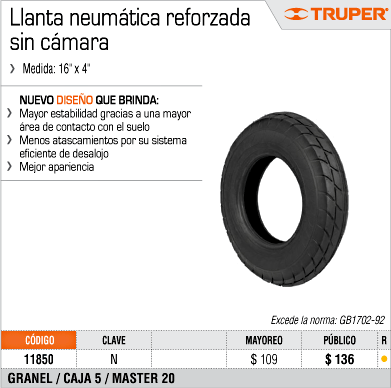 Llanta neumática reforzada
sin cámara
TRUPER®
❯ Medida: 16" x 4"
NUEVO DISEÑO QUE BRINDA:
❯ Mayor estabilidad gracias a una mayor
área de contacto con el suelo
❯ Menos atascamientos por su sistema
eficiente de desalojo
❯ Mejor apariencia
Excede la norma: GB1702-92
CÓDIGO CLAVE MAYOREO PÚBLICO R
11850 N $ 109 $ 136
GRANEL / CAJA 5 / MASTER 20